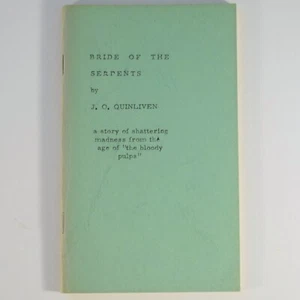 BRIDE OF THE
SERPENTS
by
J. O. QUINLIVEN
a story of shattering
madness from the
age of "the bloody
pulps"